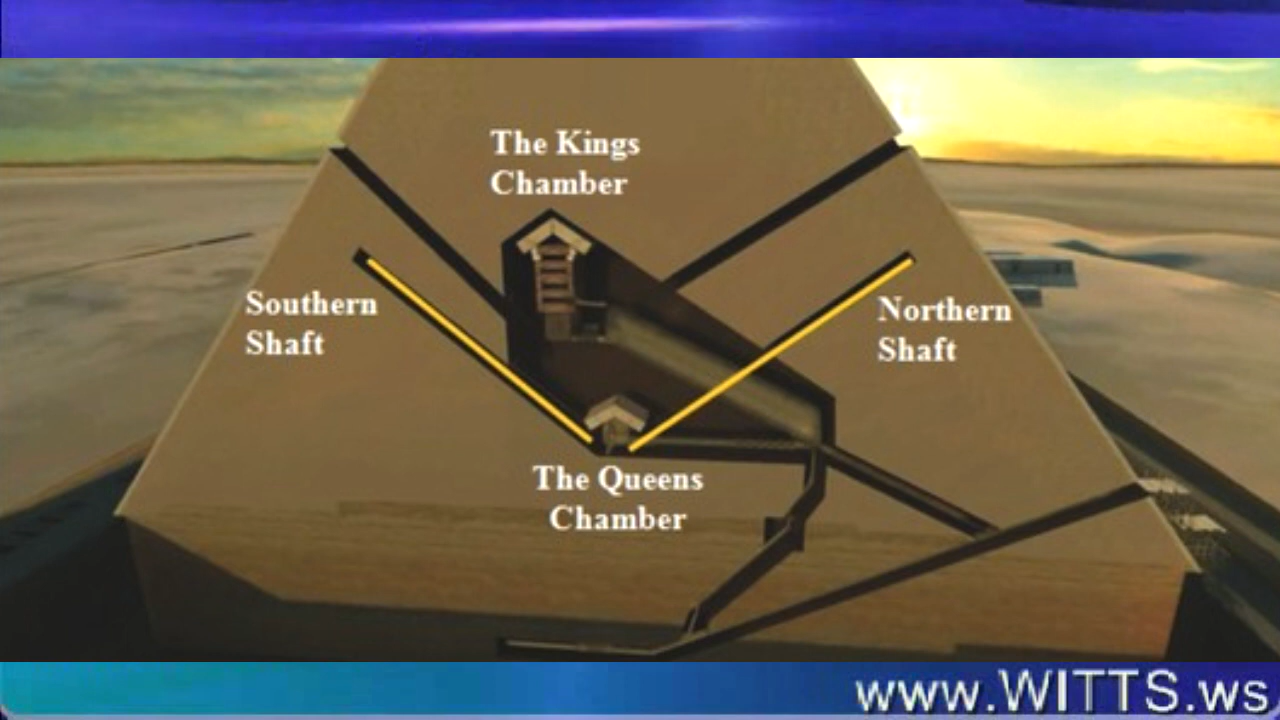 The Kings
Chamber
Southern
Shaft
Northern
Shaft
The Queens
Chamber
www.WITTS.ws